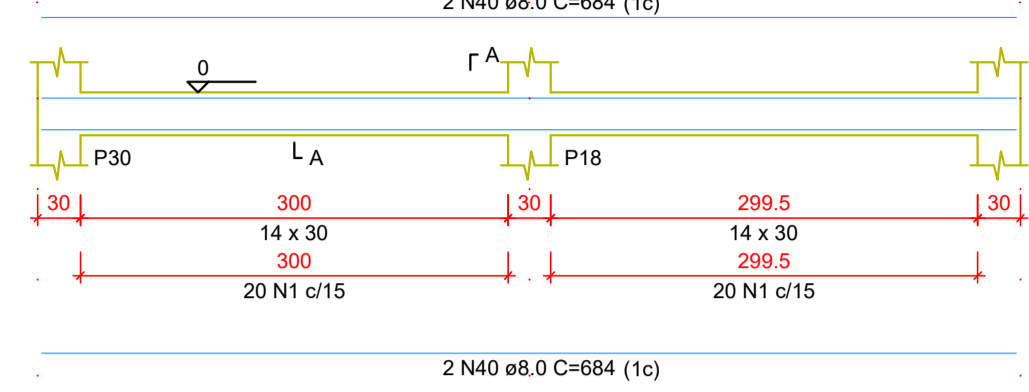 2 N40 ø8.0 C=684 (1c)
A
0
P30
A
P18
30 300 30 299.5 30
14 x 30 14 x 30
300 299.5
20 N1 c/15 20 N1 c/15
2 N40 ø8.0 C=684 (1c)